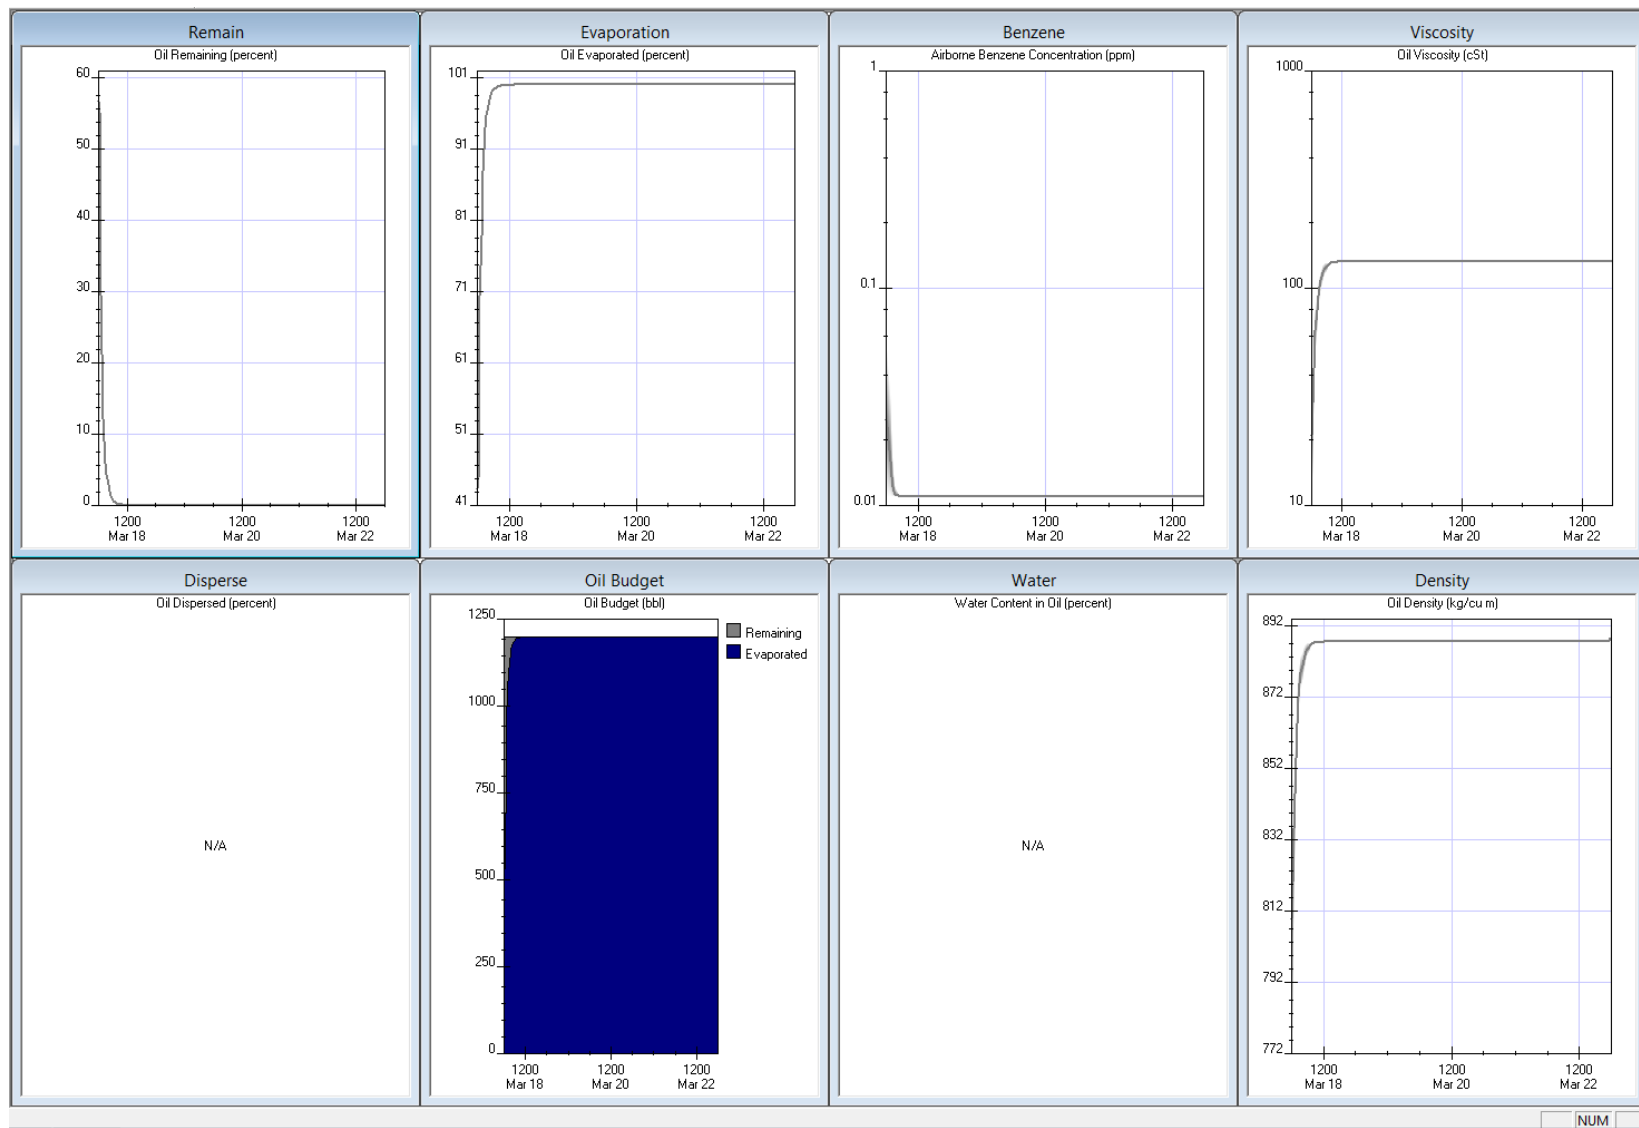 Remain
Oil Remaining (percent)
60
50
40
30
20
10
0
1200 1200 1200
Mar 18 Mar 20 Mar 22
Evaporation
Oil Evaporated (percent)
101
91
81
71
61
51
41
1200 1200 1200
Mar 18 Mar 20 Mar 22
Benzene
Airborne Benzene Concentration (ppm)
1
0.1
0.01
1200 1200 1200
Mar 18 Mar 20 Mar 22
Viscosity
Oil Viscosity (cSt)
1000
100
10
1200 1200 1200
Mar 18 Mar 20 Mar 22
Disperse
Oil Dispersed (percent)
N/A
Oil Budget
Oil Budget (bbl)
1250
1000
750
500
250
0
1200 1200 1200
Mar 18 Mar 20 Mar 22
Remaining
Evaporated
Water
Water Content in Oil (percent)
N/A
Density
Oil Density (kg/cu m)
892
872
852
832
812
792
772
1200 1200 1200
Mar 18 Mar 20 Mar 22
NUM